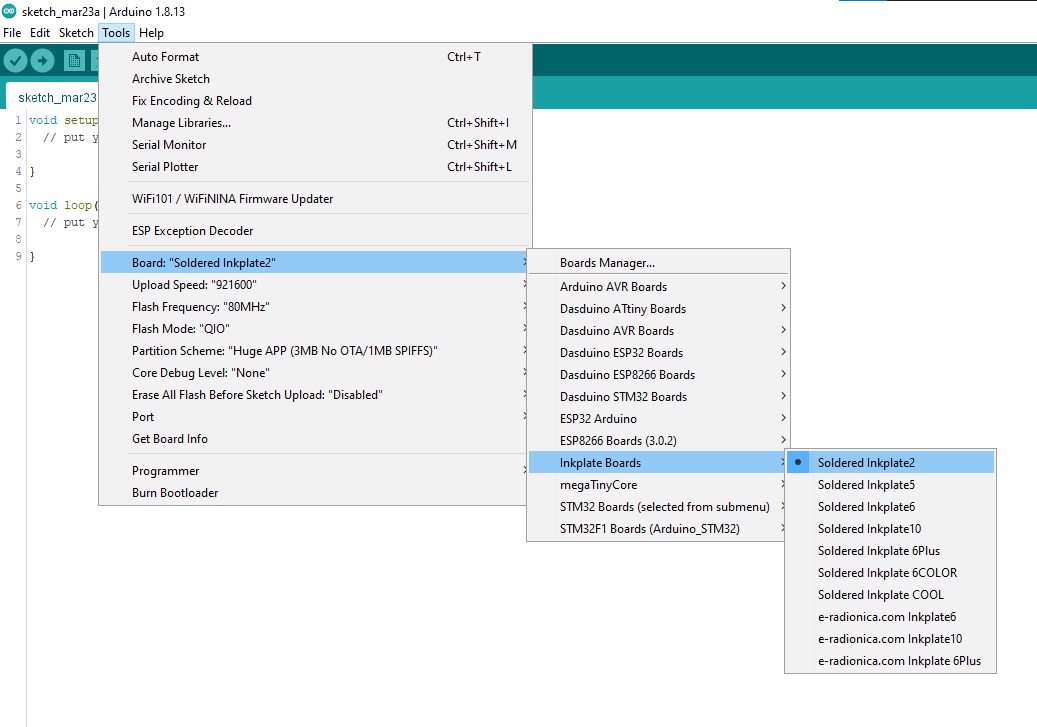 sketch_mar23a | Arduino 1.8.13
File Edit Sketch Tools Help
Auto Format Ctrl+T
Archive Sketch
Fix Encoding & Reload
Manage Libraries... Ctrl+Shift+I
Serial Monitor Ctrl+Shift+M
Serial Plotter Ctrl+Shift+L
WiFi101 / WiFiNINA Firmware Updater
ESP Exception Decoder
Board: "Soldered Inkplate2"
Upload Speed: "921600"
Flash Frequency: "80MHz"
Flash Mode: "QIO"
Partition Scheme: "Huge APP (3MB No OTA/1MB SPIFFS)"
Core Debug Level: "None"
Erase All Flash Before Sketch Upload: "Disabled"
Port
Get Board Info
Programmer
Burn Bootloader
sketch_mar23
1 void setup
2 // put y
3
4 }
5
6 void loop(
7 // put y
8
9 }
Boards Manager...
Arduino AVR Boards
Dasduino ATtiny Boards
Dasduino AVR Boards
Dasduino ESP32 Boards
Dasduino ESP8266 Boards
Dasduino STM32 Boards
ESP32 Arduino
ESP8266 Boards (3.0.2)
Inkplate Boards
megaTinyCore
STM32 Boards (selected from submenu)
STM32F1 Boards (Arduino_STM32)
Soldered Inkplate2
Soldered Inkplate5
Soldered Inkplate6
Soldered Inkplate10
Soldered Inkplate 6Plus
Soldered Inkplate 6COLOR
Soldered Inkplate COOL
e-radionica.com Inkplate6
e-radionica.com Inkplate10
e-radionica.com Inkplate 6Plus